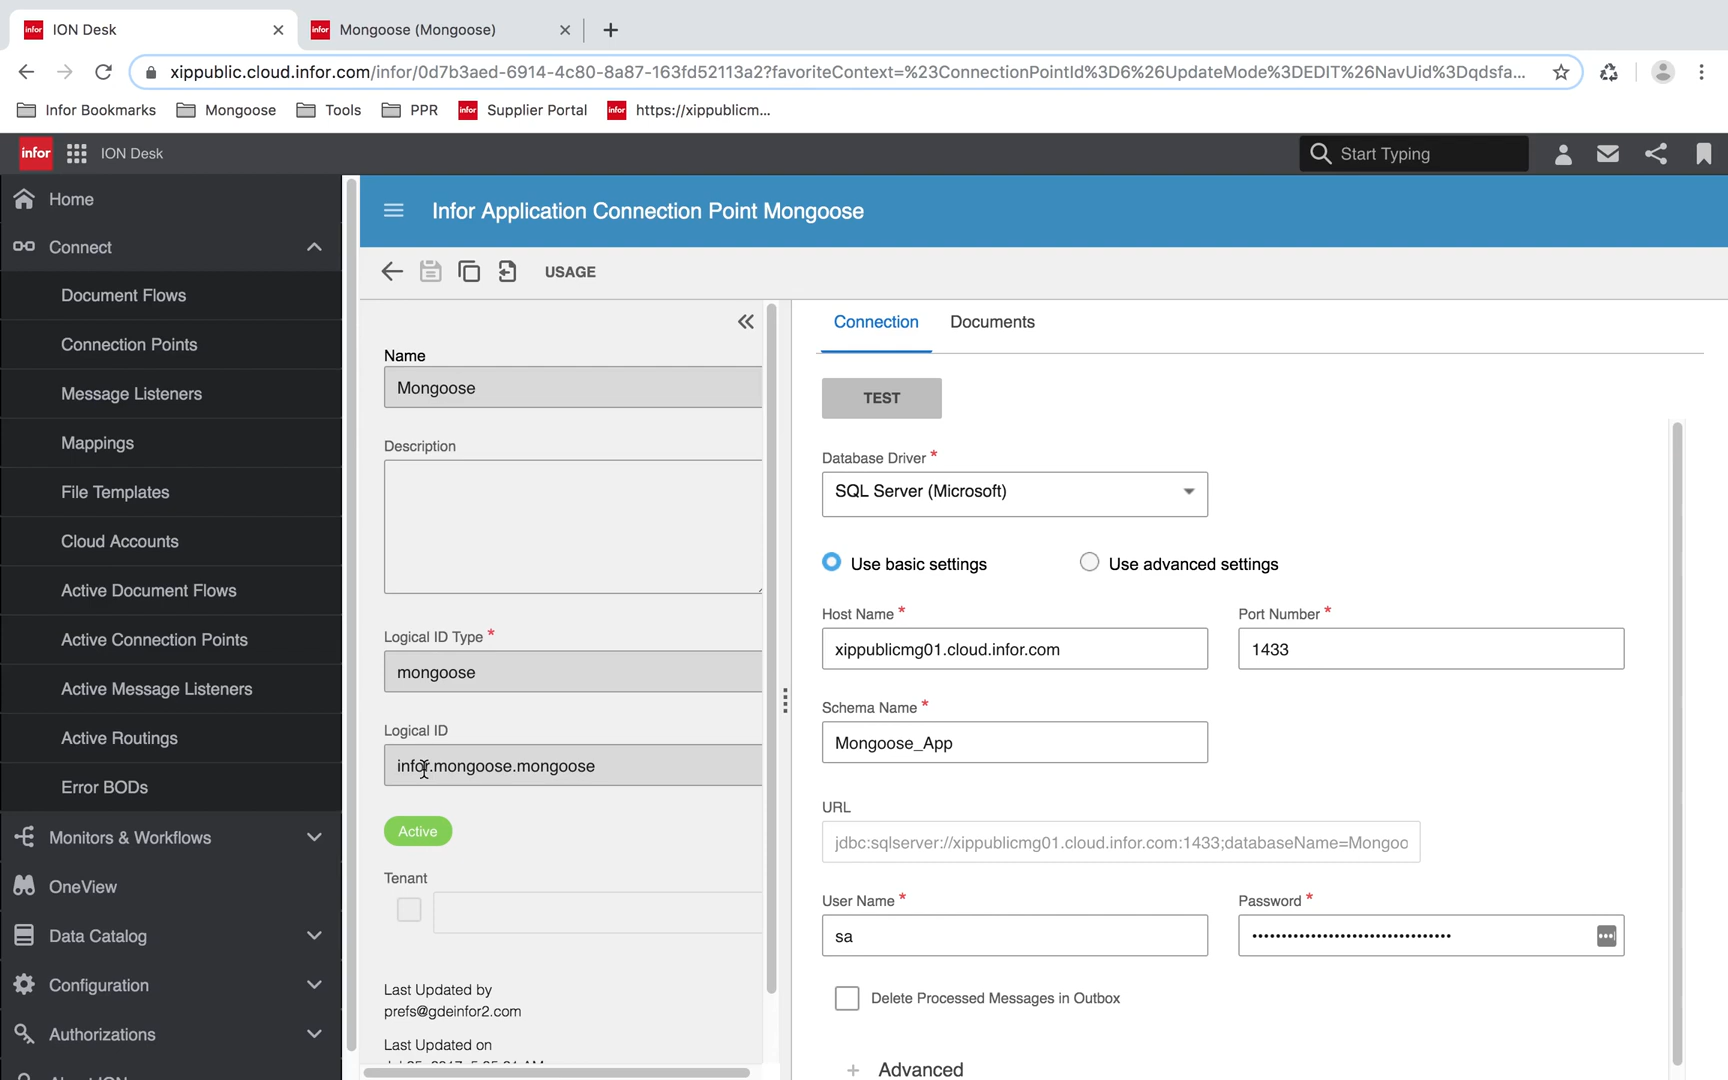 infor ION Desk
infor Mongoose (Mongoose)
xippublic.cloud.infor.com/infor/0d7b3aed-6914-4c80-8a87-163fd52113a2?favoriteContext=%23ConnectionPointId%3D6%26UpdateMode%3DEDIT%26NavUid%3Dqdsfa...
Infor Bookmarks Mongoose Tools PPR infor Supplier Portal infor https://xippublicm...
infor ION Desk Start Typing
Home
Connect
Document Flows
Connection Points
Message Listeners
Mappings
File Templates
Cloud Accounts
Active Document Flows
Active Connection Points
Active Message Listeners
Active Routings
Error BODs
Monitors & Workflows
OneView
Data Catalog
Configuration
Authorizations
Infor Application Connection Point Mongoose
USAGE
Name
Mongoose
Description
Logical ID Type *
mongoose
Logical ID
infor.mongoose.mongoose
Active
Tenant
Last Updated by
prefs@gdeinfor2.com
Last Updated on
Connection Documents
TEST
Database Driver *
SQL Server (Microsoft)
Use basic settings Use advanced settings
Host Name * Port Number *
xippublicmg01.cloud.infor.com 1433
Schema Name *
Mongoose_App
URL
jdbc:sqlserver://xippublicmg01.cloud.infor.com:1433;databaseName=Mongoo
User Name * Password *
sa ••••••••••••••••••••••••••••••••••
Delete Processed Messages in Outbox
+ Advanced